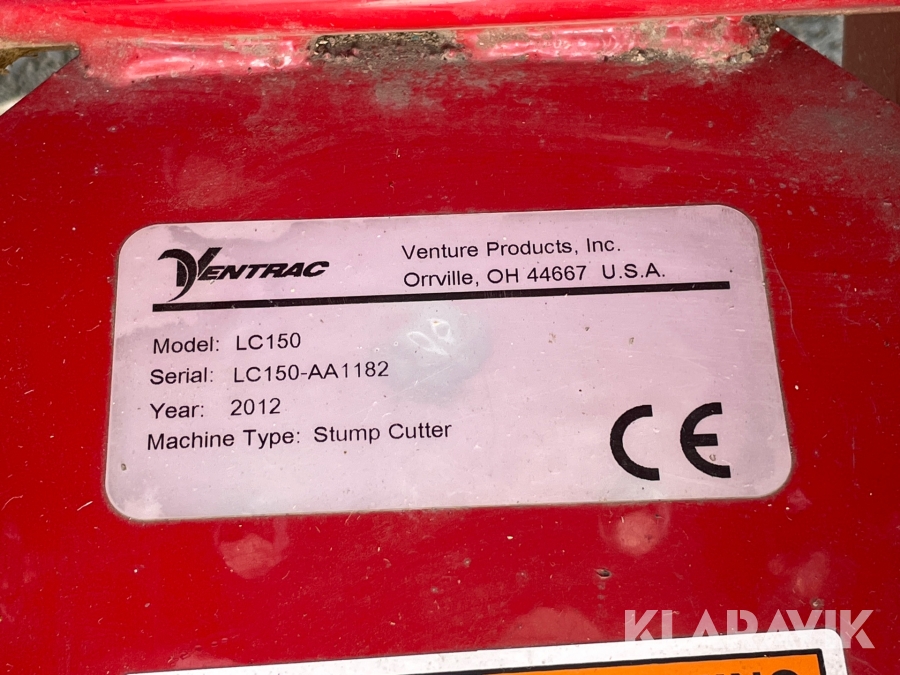 VENTRAC
Venture Products, Inc.
Orrville, OH 44667 U.S.A.
Model: LC150
Serial: LC150-AA1182
Year: 2012
Machine Type: Stump Cutter
CE
KLARAVIK